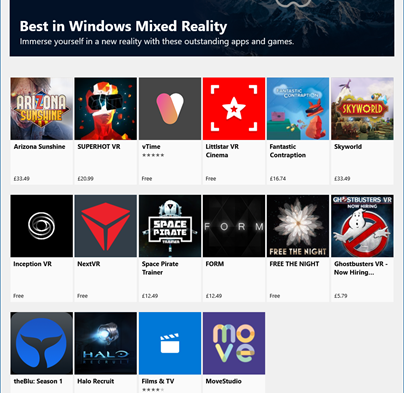 Best in Windows Mixed Reality
Immerse yourself in a new reality with these outstanding apps and games.
ARIZONA
SUNSHINE
FANTASTIC
CONTRAPTION
SKYWORLD
Arizona Sunshine
SUPERHOT VR
vTime
Littlstar VR
Cinema
Fantastic
Contraption
Skyworld
£33.49
£20.99
Free
Free
£16.74
£33.49
SPACE
PIRATE
TRAINER
FORM
FREE THE NIGHT
GHOSTBUSTERS VR
NOW HIRING
Inception VR
NextVR
Space Pirate
Trainer
FORM
FREE THE NIGHT
Ghostbusters VR -
Now Hiring...
Free
Free
£12.49
£12.49
Free
£5.79
HALO
move
theBlu: Season 1
Halo Recruit
Films & TV
MoveStudio